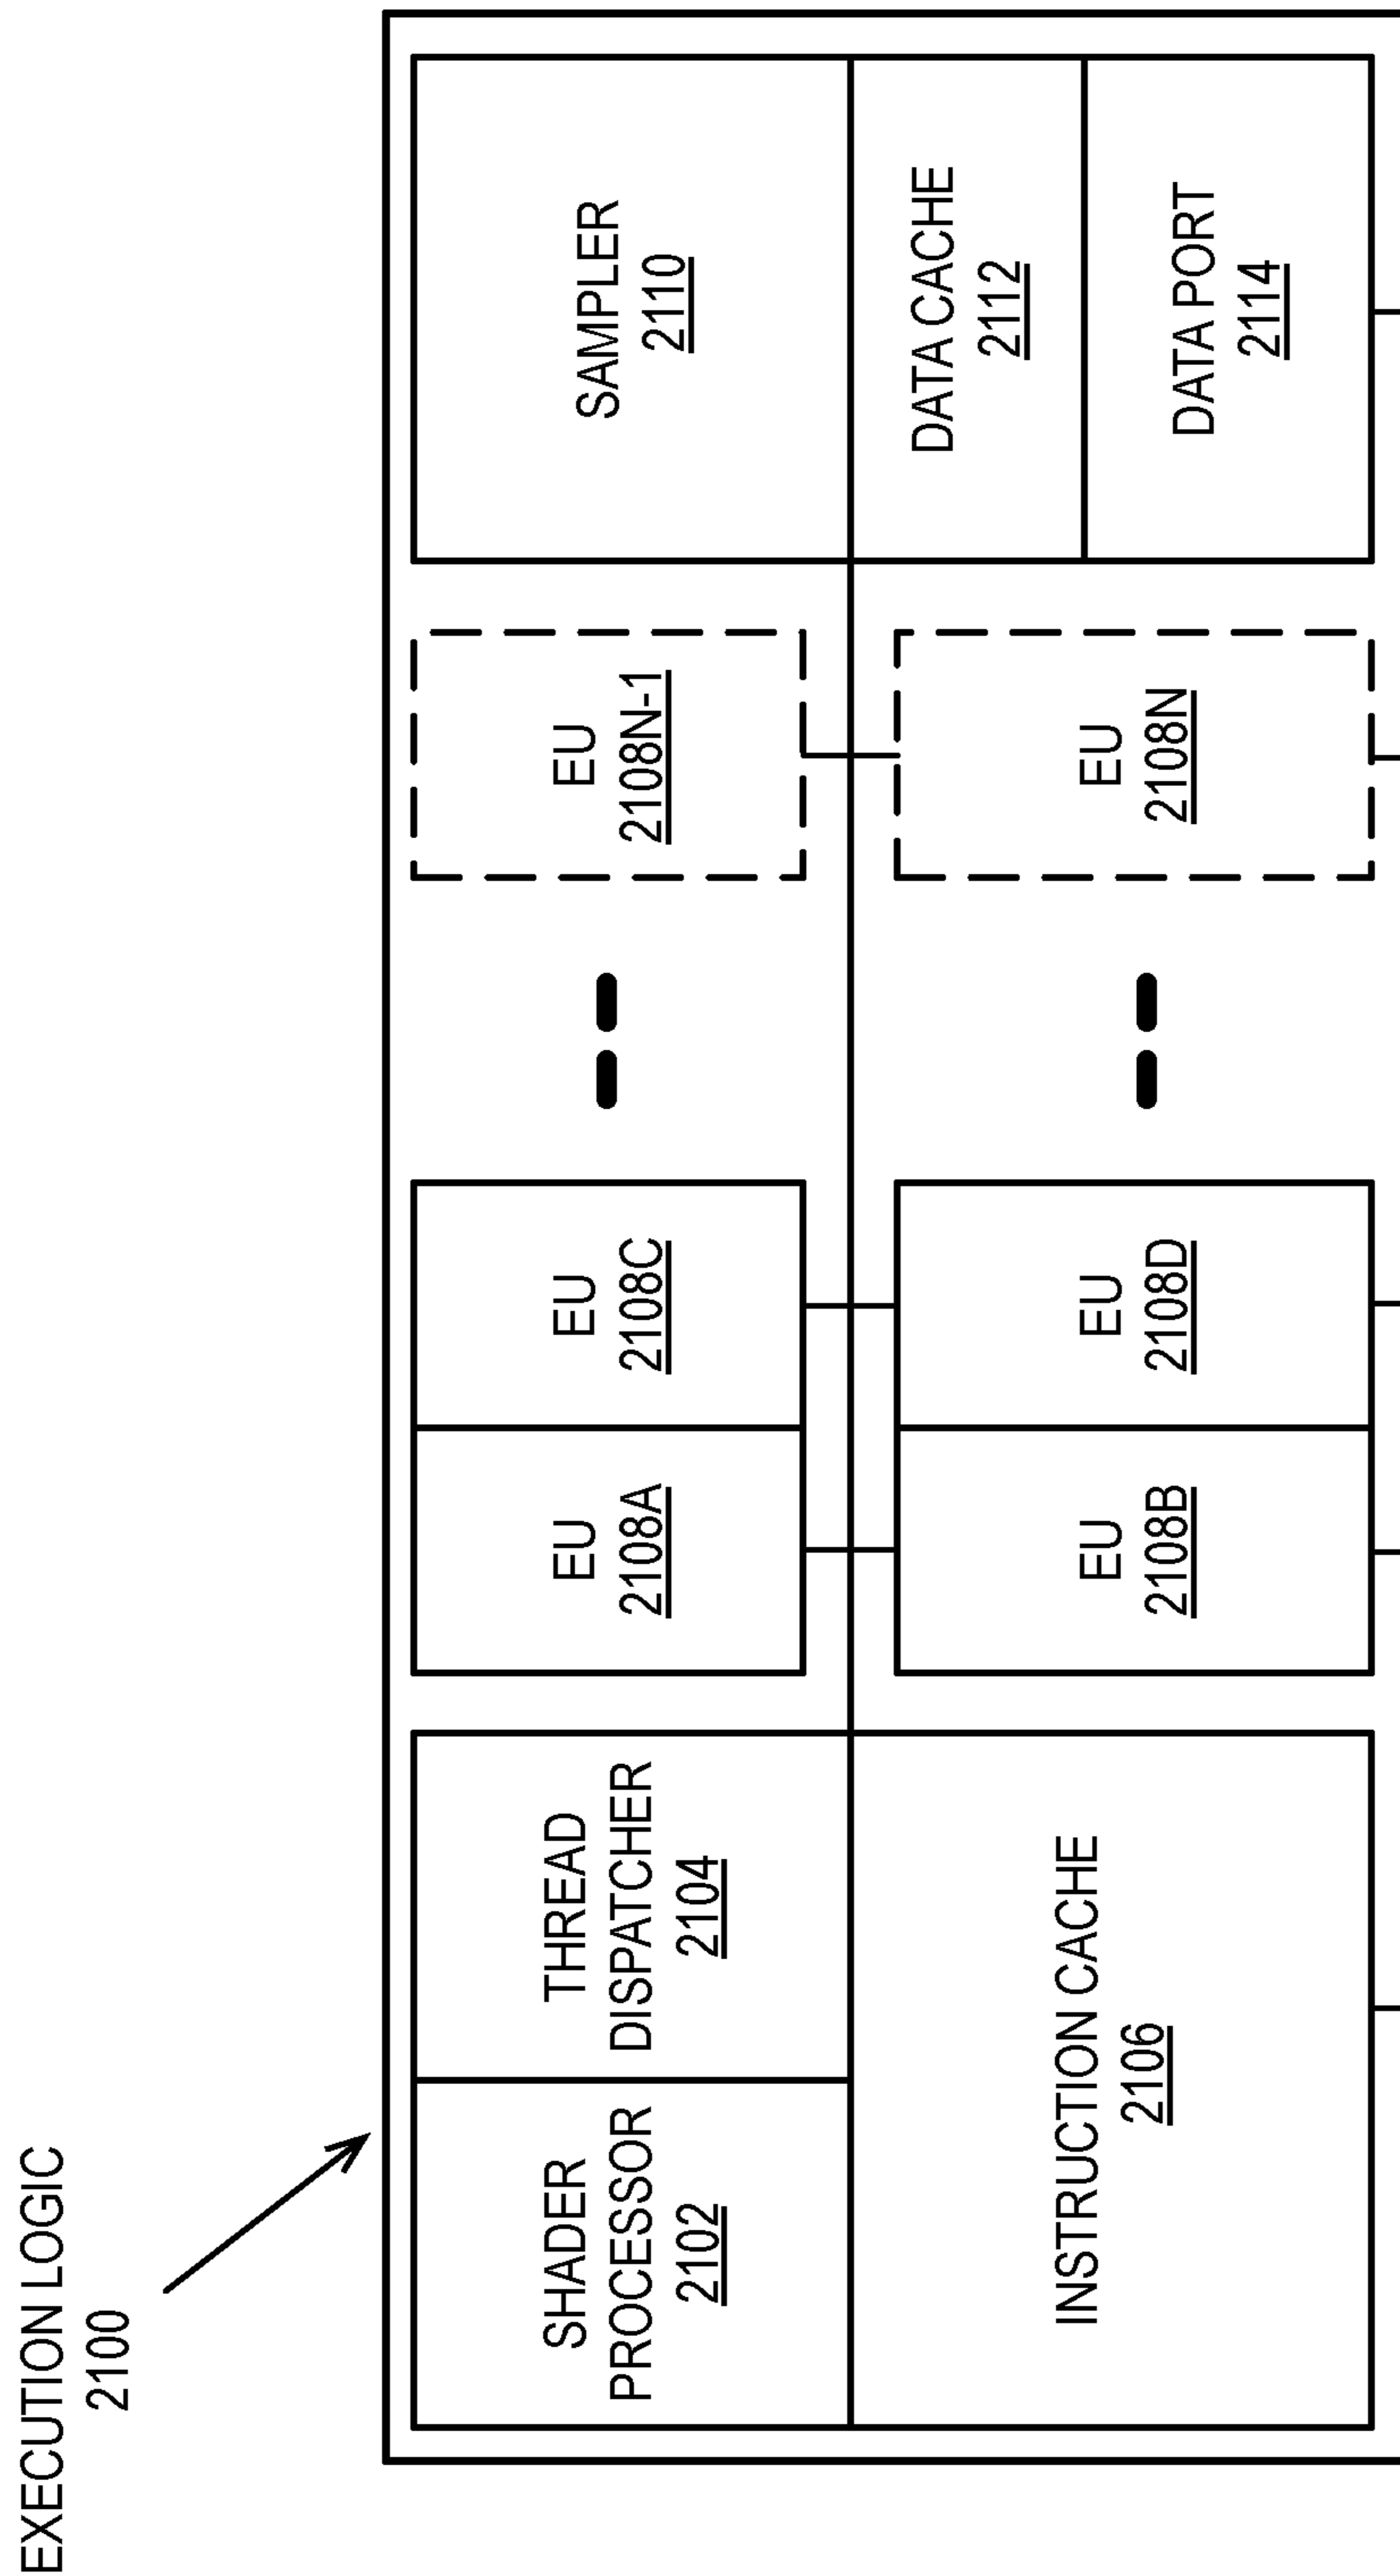 EXECUTION LOGIC
2100
SHADER
PROCESSOR
2102
THREAD
DISPATCHER
2104
EU
2108A
EU
2108C
EU
2108N-1
SAMPLER
2110
INSTRUCTION CACHE
2106
EU
2108B
EU
2108D
EU
2108N
DATA CACHE
2112
DATA PORT
2114